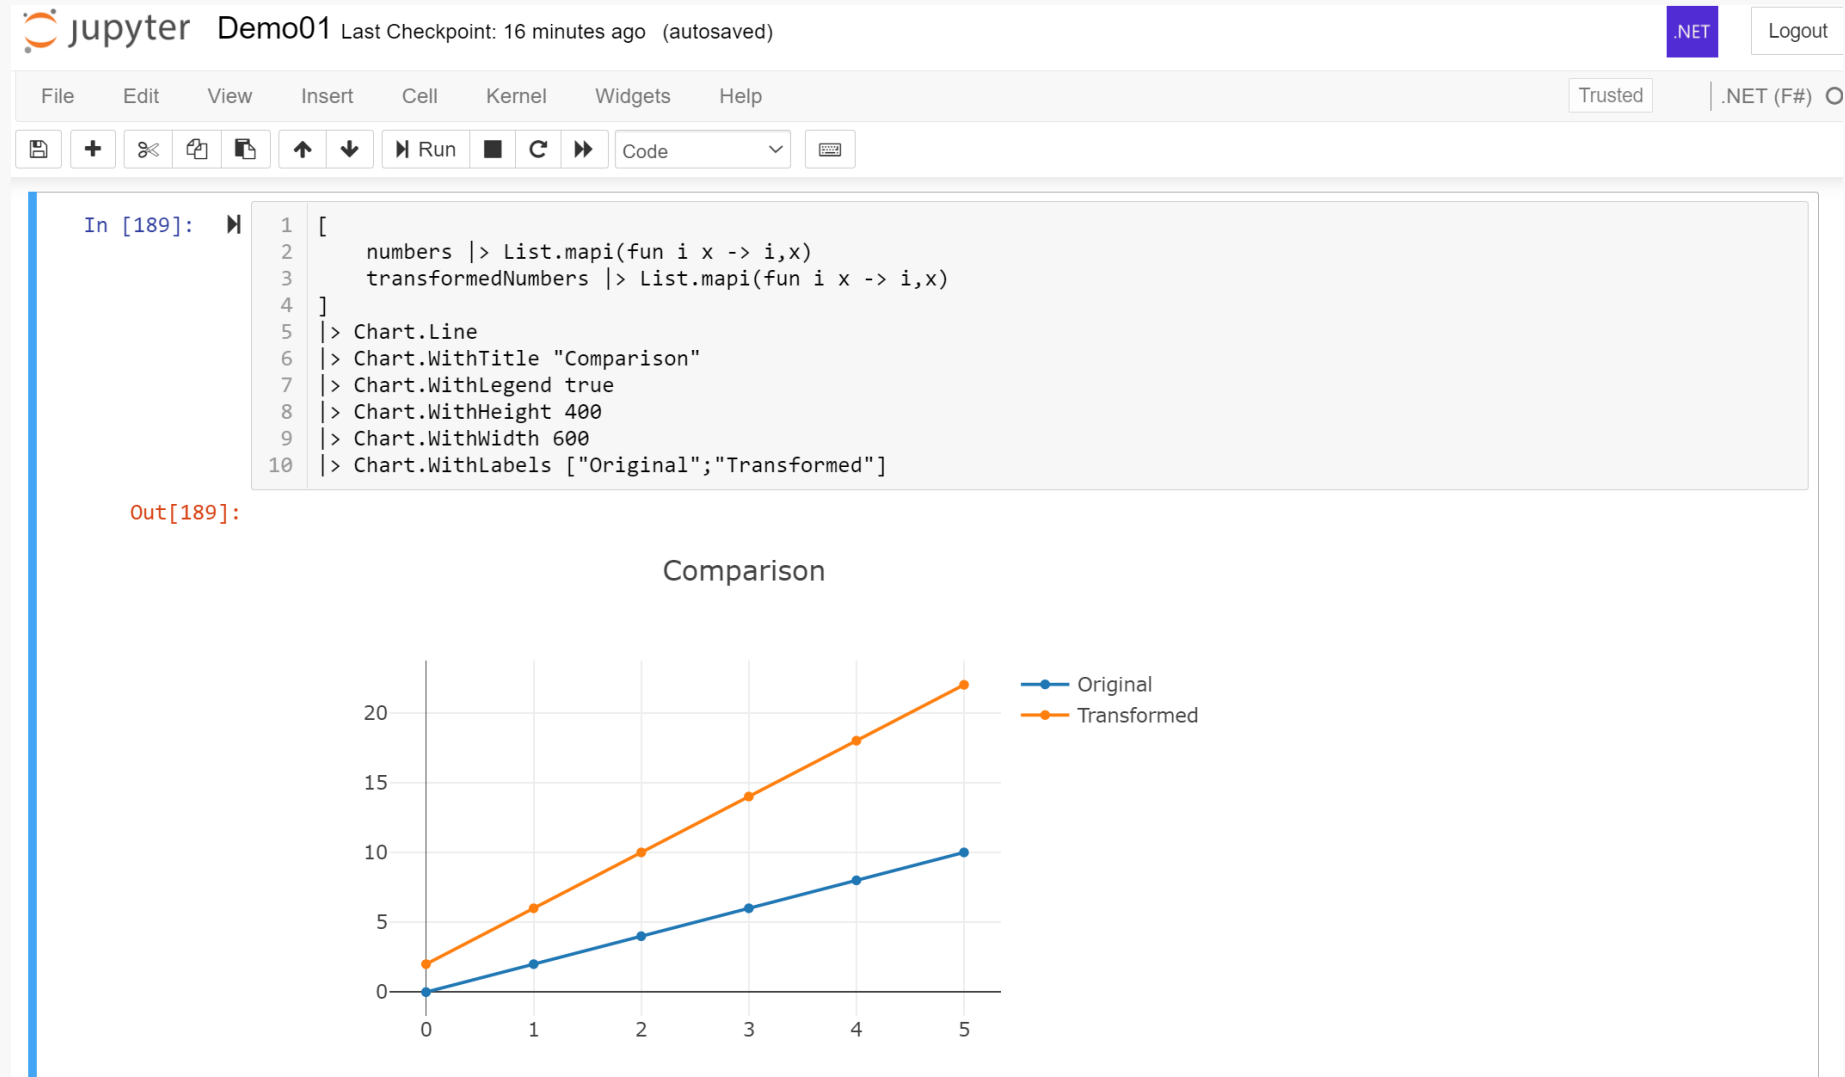 jupyter Demo01 Last Checkpoint: 16 minutes ago (autosaved) .NET Logout
File Edit View Insert Cell Kernel Widgets Help Trusted .NET (F#)
Run Code
In [189]:
1 [
2     numbers |> List.mapi(fun i x -> i,x)
3     transformedNumbers |> List.mapi(fun i x -> i,x)
4 ]
5 |> Chart.Line
6 |> Chart.WithTitle "Comparison"
7 |> Chart.WithLegend true
8 |> Chart.WithHeight 400
9 |> Chart.WithWidth 600
10 |> Chart.WithLabels ["Original";"Transformed"]
Out[189]:
Comparison
Original
Transformed
20
15
10
5
0
0 1 2 3 4 5